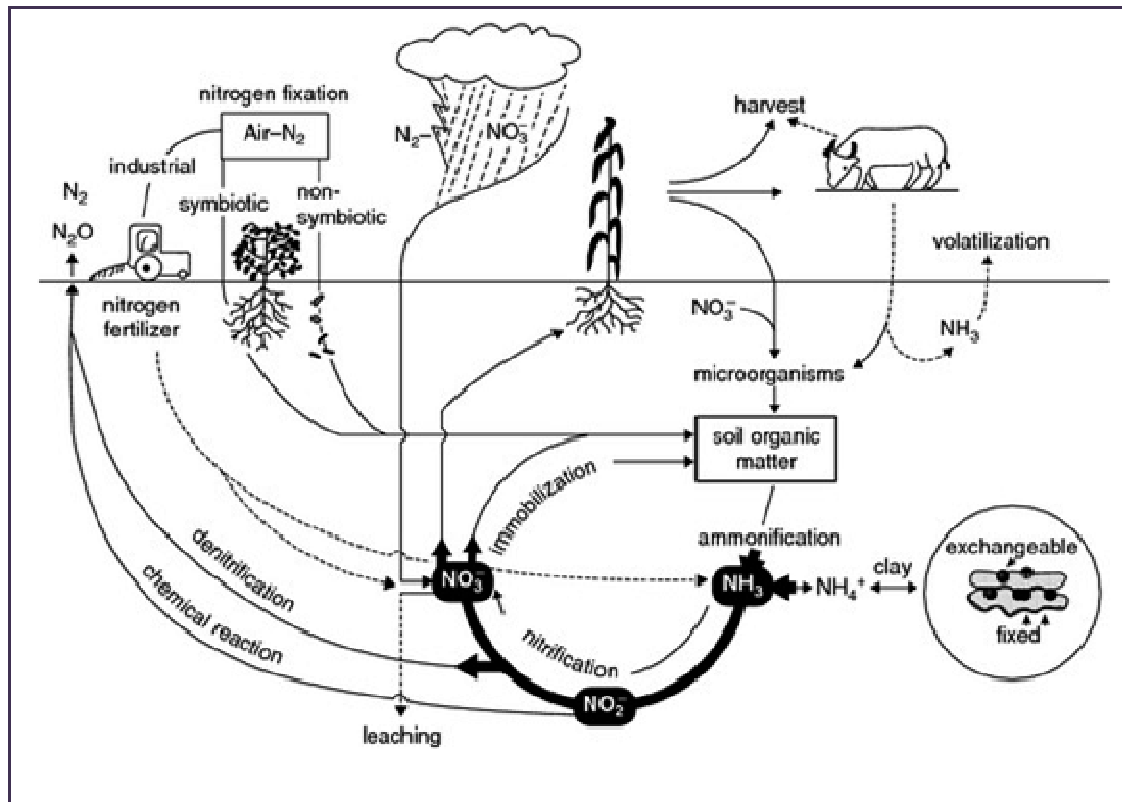 nitrogen fixation
Air–N₂
industrial
symbiotic
non-
symbiotic
N₂
N₂O
nitrogen
fertilizer
N₂
NO₃⁻
harvest
volatilization
NH₃
NO₃⁻
microorganisms
soil organic
matter
immobilization
ammonification
denitrification
chemical reaction
NO₃⁻
NH₃
NH₄⁺
clay
exchangeable
fixed
nitrification
NO₂⁻
leaching